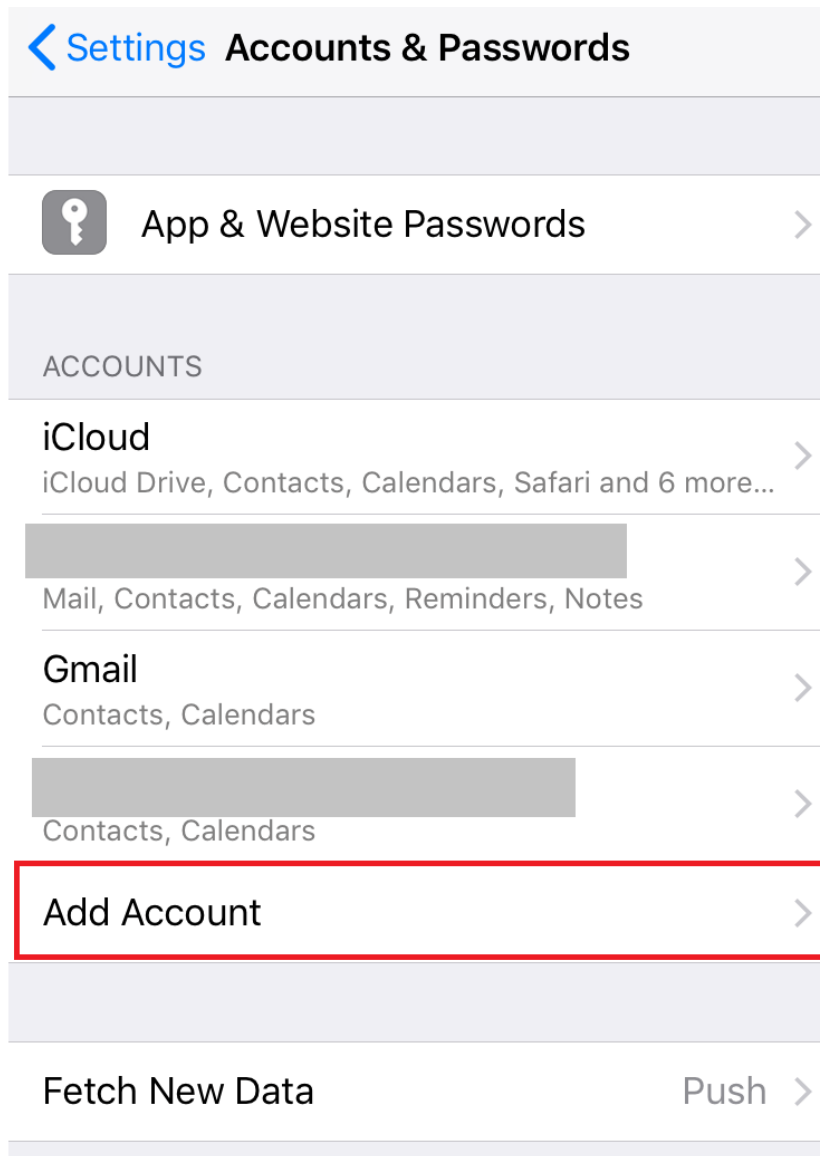 Settings Accounts & Passwords
App & Website Passwords
ACCOUNTS
iCloud
iCloud Drive, Contacts, Calendars, Safari and 6 more...
Mail, Contacts, Calendars, Reminders, Notes
Gmail
Contacts, Calendars
Contacts, Calendars
Add Account
Fetch New Data Push